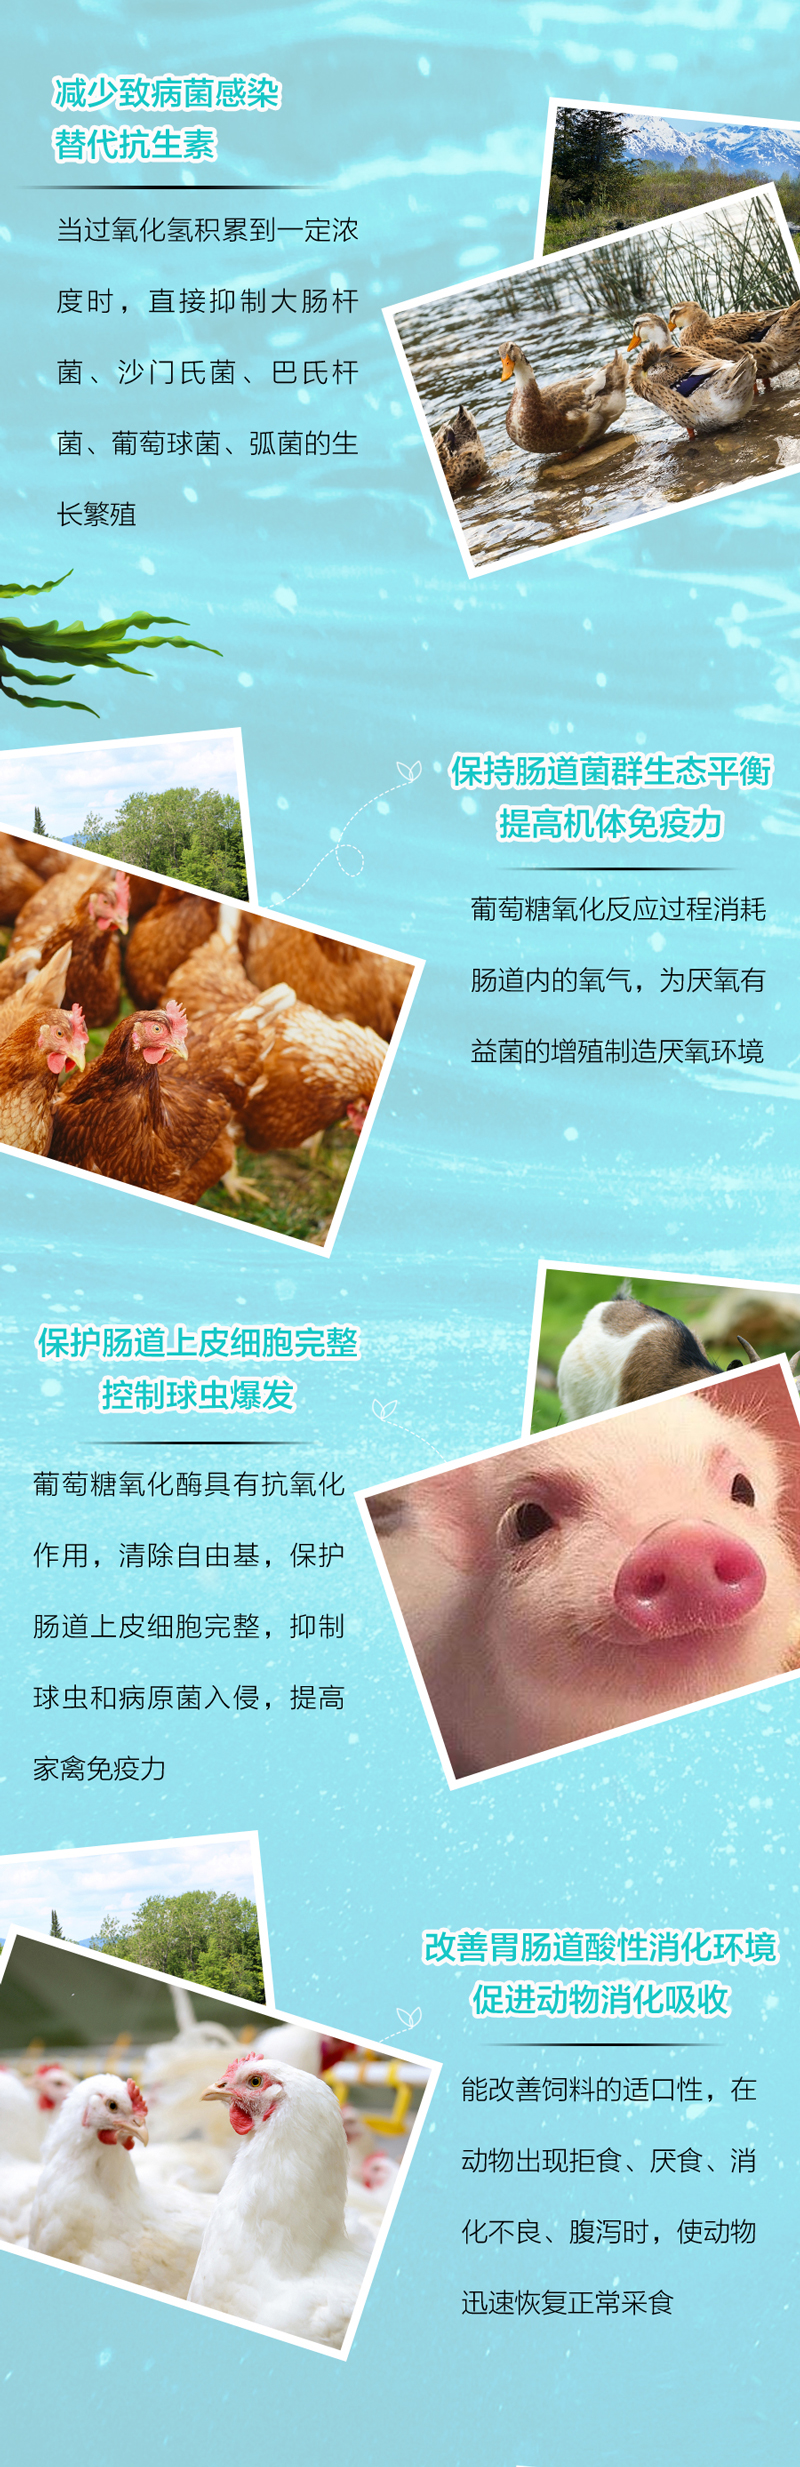 减少致病菌感染
替代抗生素
当过氧化氢积累到一定浓
度时，直接抑制大肠杆
菌、沙门氏菌、巴氏杆
菌、葡萄球菌、弧菌的生
长繁殖
保持肠道菌群生态平衡
提高机体免疫力
葡萄糖氧化反应过程消耗
肠道内的氧气，为厌氧有
益菌的增殖制造厌氧环境
保护肠道上皮细胞完整
控制球虫爆发
葡萄糖氧化酶具有抗氧化
作用，清除自由基，保护
肠道上皮细胞完整，抑制
球虫和病原菌入侵，提高
家禽免疫力
改善胃肠道酸性消化环境
促进动物消化吸收
能改善饲料的适口性，在
动物出现拒食、厌食、消
化不良、腹泻时，使动物
迅速恢复正常采食